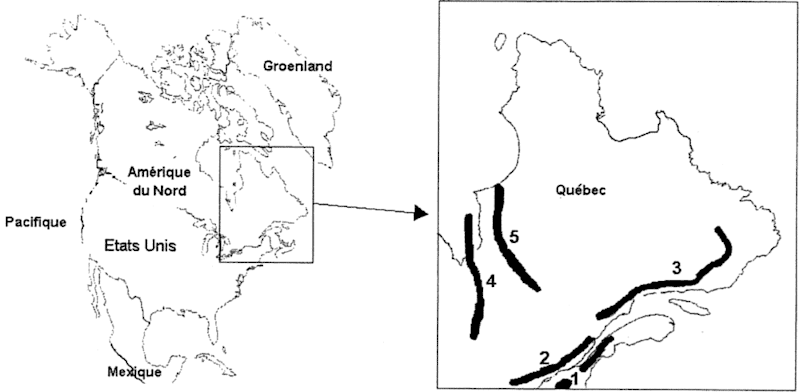 Groenland
Amérique
du Nord
Pacifique
Etats Unis
Mexique
Québec
5
3
4
2
1